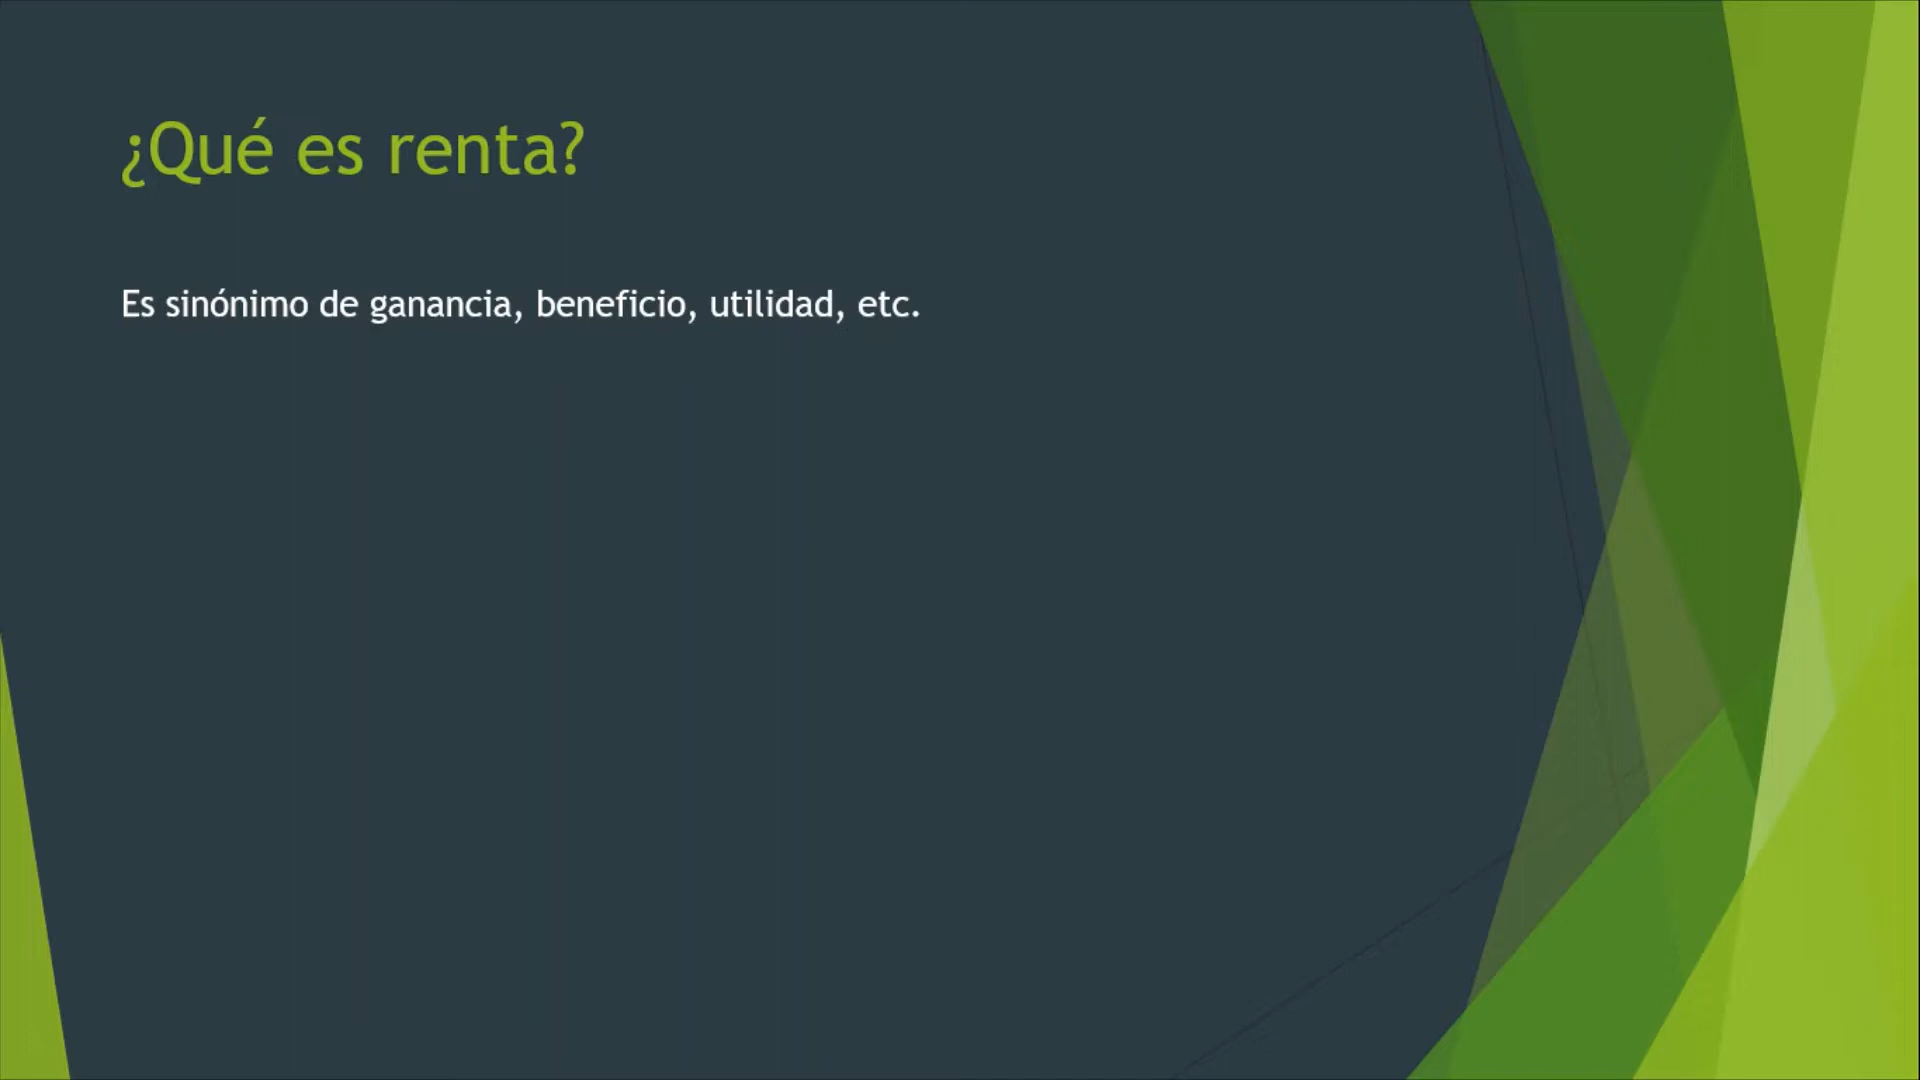 ¿Qué es renta?
Es sinónimo de ganancia, beneficio, utilidad, etc.